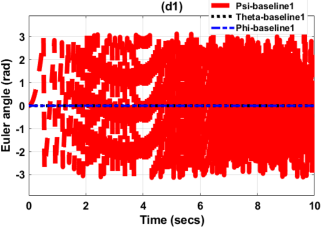 (d1)
Psi-baseline1
Theta-baseline1
Phi-baseline1
Euler angle (rad)
3
2
1
0
-1
-2
-3
0 2 4 6 8 10
Time (secs)